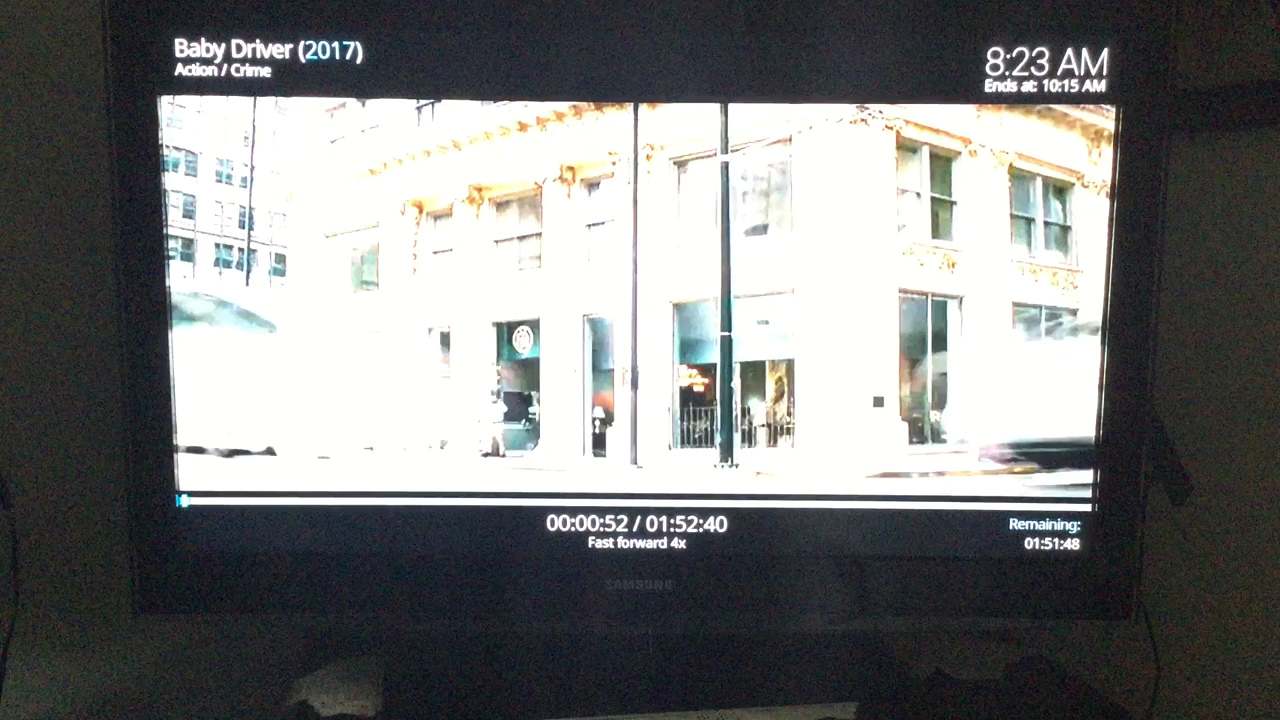 Baby Driver (2017)
Action / Crime
8:23 AM
Ends at: 10:15 AM
00:00:52 / 01:52:40
Fast forward 4x
Remaining:
01:51:48
SAMSUNG